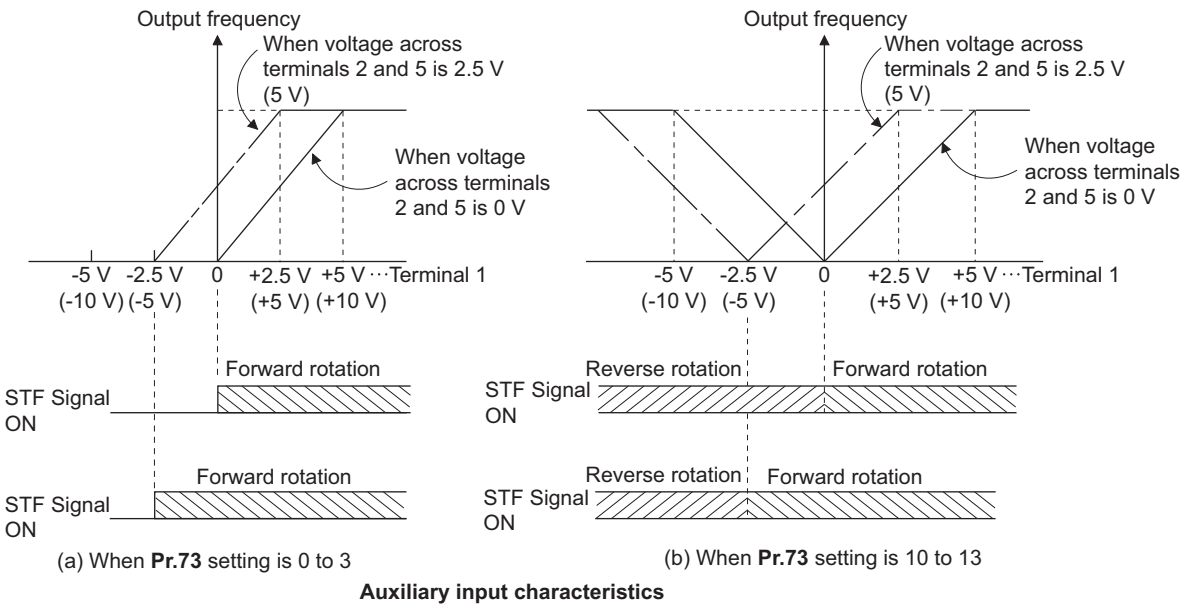 Output frequency
When voltage across
terminals 2 and 5 is 2.5 V
(5 V)
When voltage
across terminals
2 and 5 is 0 V
-5 V -2.5 V 0 +2.5 V +5 V ···Terminal 1
(-10 V) (-5 V) (+5 V) (+10 V)
Forward rotation
STF Signal
ON
Forward rotation
STF Signal
ON
(a) When Pr.73 setting is 0 to 3
Output frequency
When voltage across
terminals 2 and 5 is 2.5 V
(5 V)
When voltage
across terminals
2 and 5 is 0 V
-5 V -2.5 V 0 +2.5 V +5 V ···Terminal 1
(-10 V) (-5 V) (+5 V) (+10 V)
Reverse rotation Forward rotation
STF Signal
ON
Reverse rotation Forward rotation
STF Signal
ON
(b) When Pr.73 setting is 10 to 13
Auxiliary input characteristics